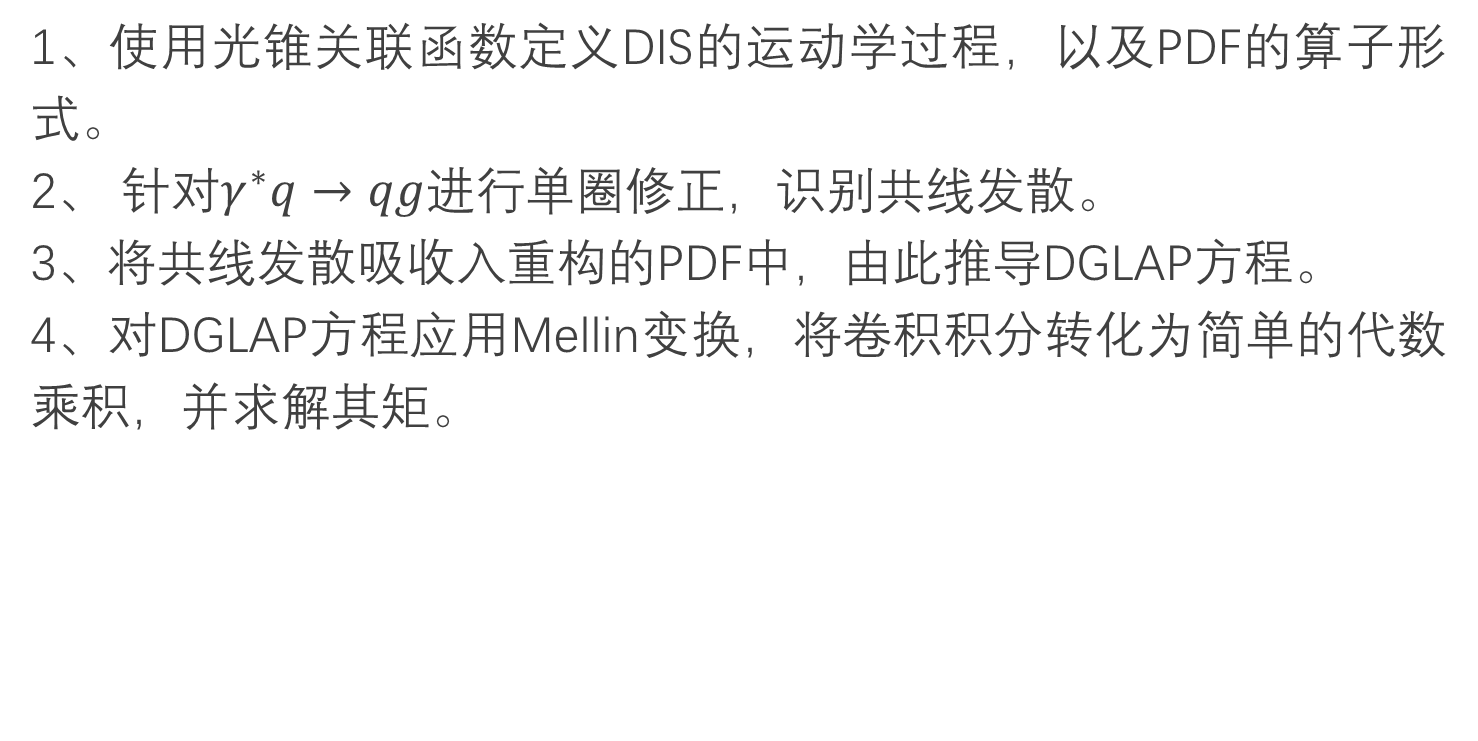 1、使用光锥关联函数定义DIS的运动学过程，以及PDF的算子形
式。
2、 针对γ*q → qg进行单圈修正，识别共线发散。
3、将共线发散吸收入重构的PDF中，由此推导DGLAP方程。
4、对DGLAP方程应用Mellin变换，将卷积积分转化为简单的代数
乘积，并求解其矩。